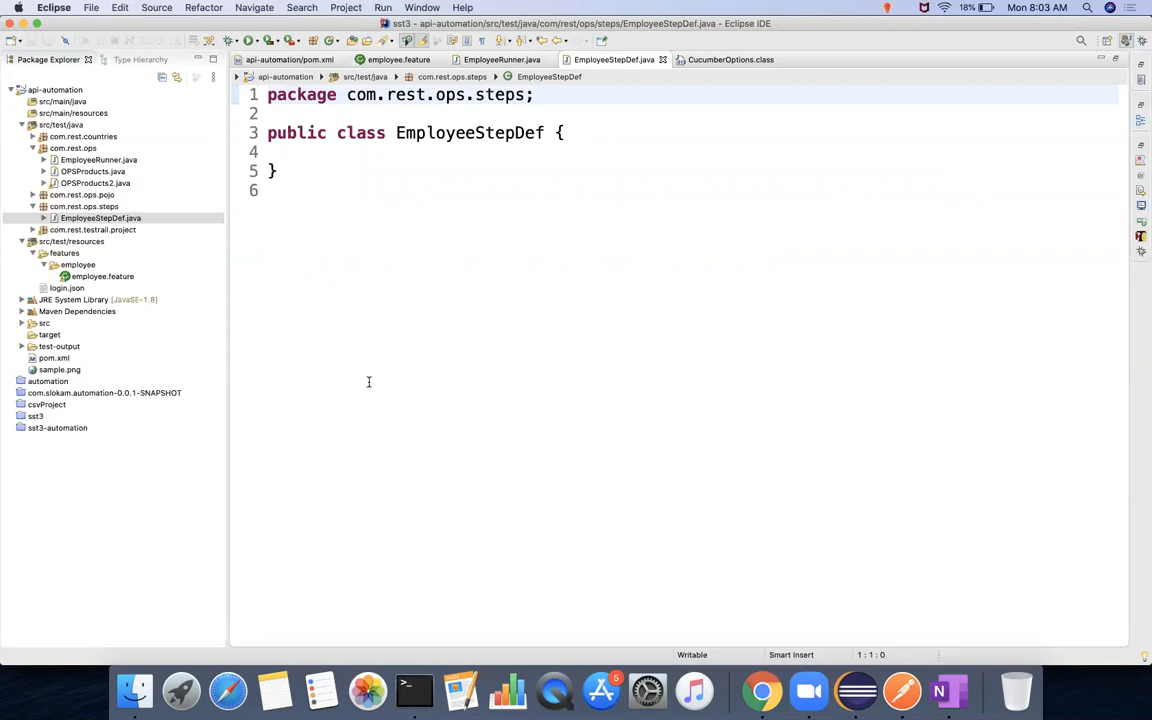 Eclipse File Edit Source Refactor Navigate Search Project Run Window Help 18% Mon 8:03 AM
sst3 - api-automation/src/test/java/com/rest/ops/steps/EmployeeStepDef.java - Eclipse IDE
Package Explorer Type Hierarchy
api-automation/pom.xml employee.feature EmployeeRunner.java EmployeeStepDef.java CucumberOptions.class
api-automation src/test/java com.rest.ops.steps EmployeeStepDef
api-automation
src/main/java
src/main/resources
src/test/java
com.rest.countries
com.rest.ops
EmployeeRunner.java
OPSProducts.java
OPSProducts2.java
com.rest.ops.pojo
com.rest.ops.steps
EmployeeStepDef.java
com.rest.testrail.project
src/test/resources
features
employee
employee.feature
login.json
JRE System Library [JavaSE-1.8]
Maven Dependencies
src
target
test-output
pom.xml
sample.png
automation
com.slokam.automation-0.0.1-SNAPSHOT
csvProject
sst3
sst3-automation
1 package com.rest.ops.steps;
2
3 public class EmployeeStepDef {
4
5 }
6
Writable Smart Insert 1 : 1 : 0
5